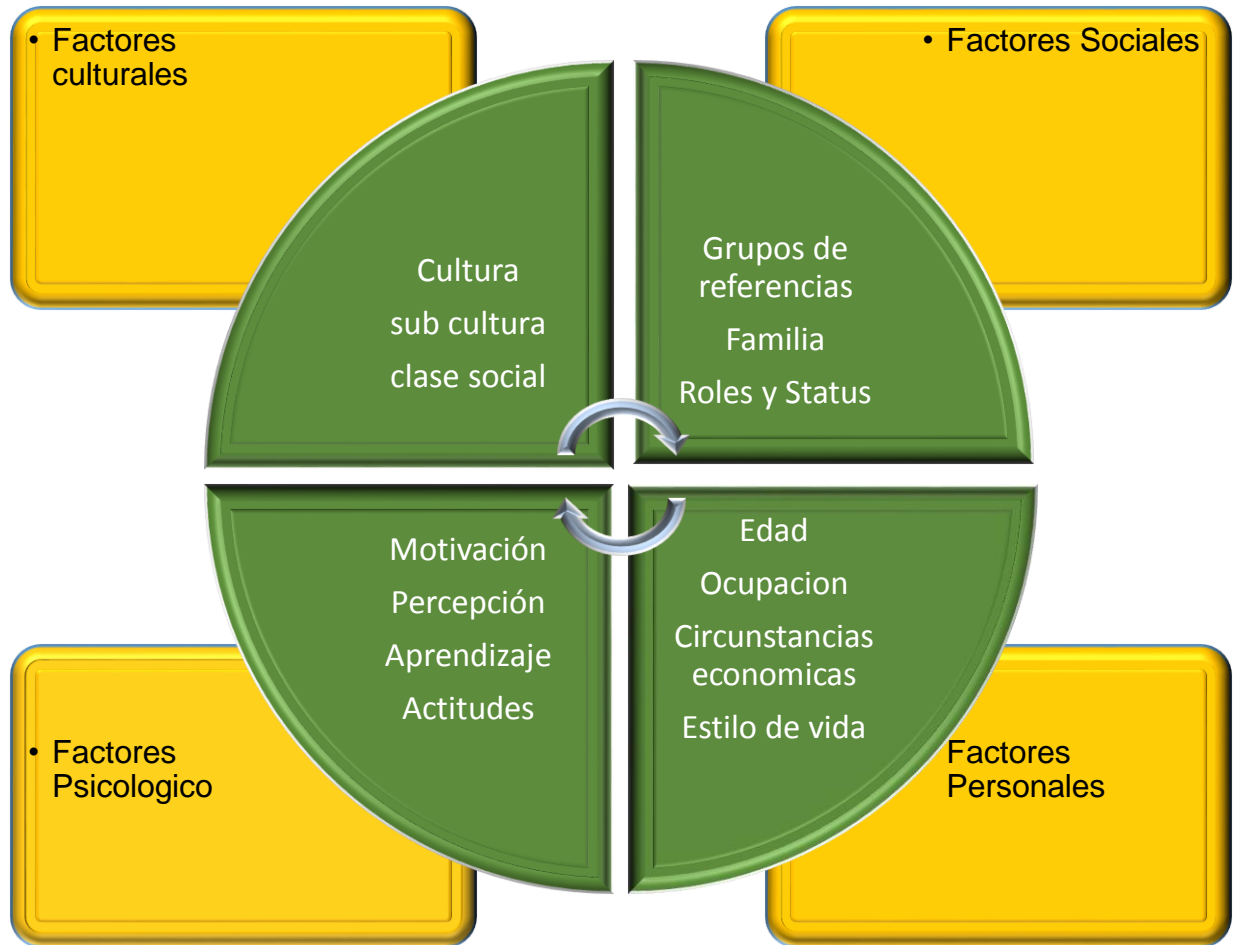 • Factores
culturales
• Factores Sociales
Cultura
sub cultura
clase social
Grupos de
referencias
Familia
Roles y Status
Motivación
Percepción
Aprendizaje
Actitudes
Edad
Ocupacion
Circunstancias
economicas
Estilo de vida
• Factores
Psicologico
Factores
Personales